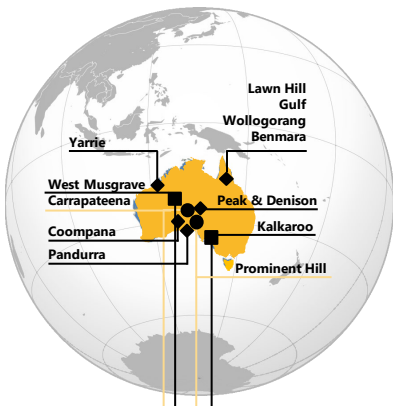 Lawn Hill
Gulf
Wollogorang
Benmara
Yarrie
West Musgrave
Carrapateena
Peak & Denison
Coompana
Kalkaroo
Pandurra
Prominent Hill